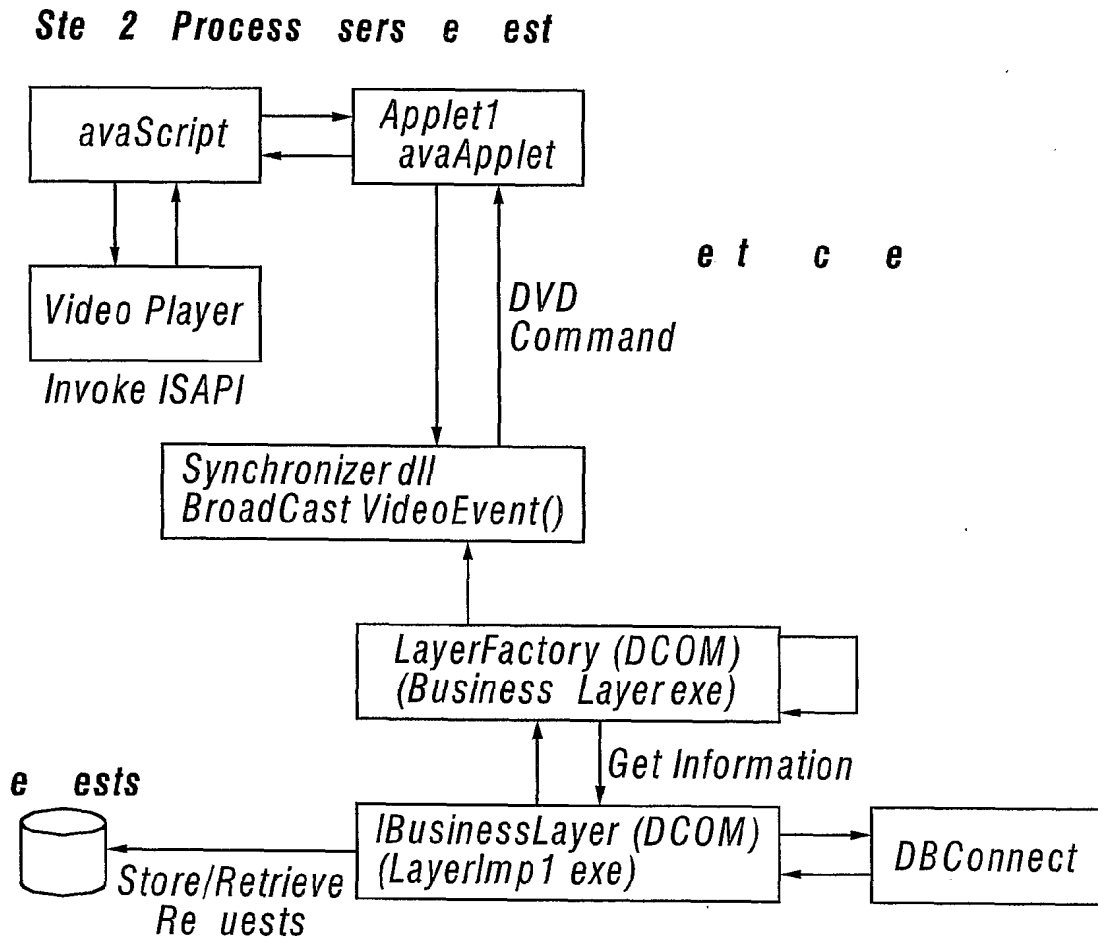 Ste 2 Process sers e est
avaScript
Applet1
avaApplet
Video Player
Invoke ISAPI
DVD
Command
e t c e
Synchronizer dll
BroadCast VideoEvent()
LayerFactory (DCOM)
(Business Layer exe)
Get Information
e ests
IBusinessLayer (DCOM)
(LayerImp1 exe)
DBConnect
Store/Retrieve
Re uests